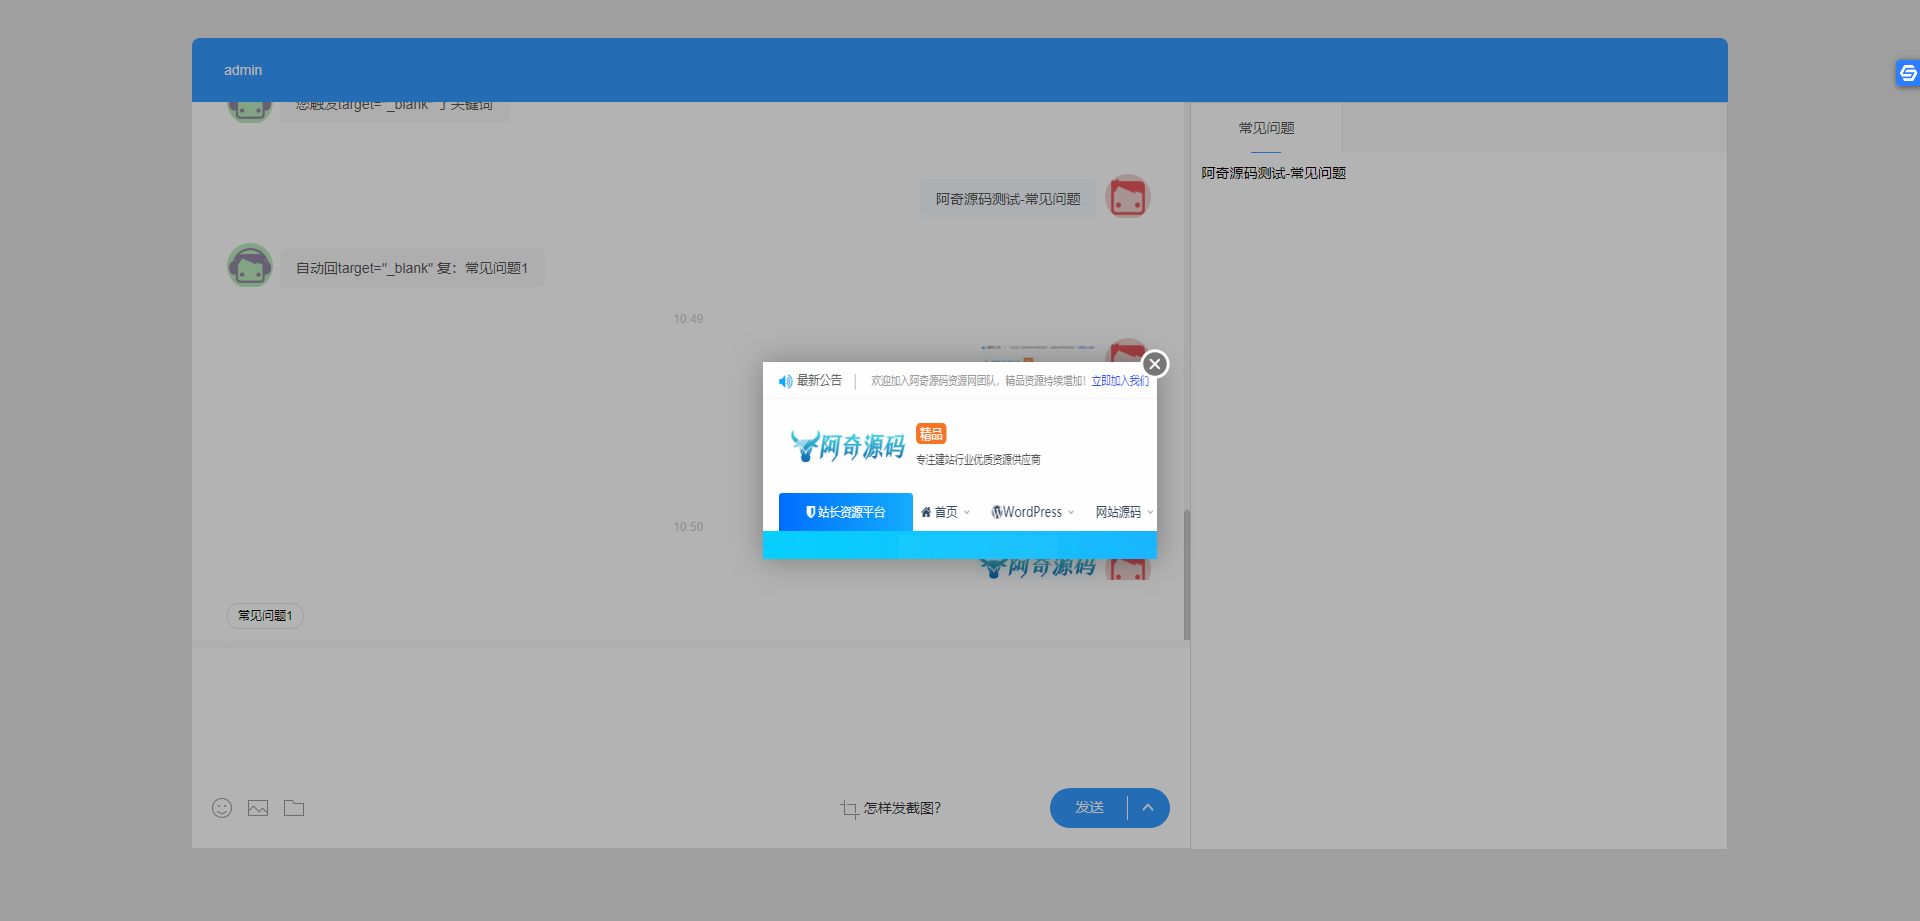 admin
您触发target="_blank" 了关键词
常见问题
阿奇源码测试-常见问题
阿奇源码测试-常见问题
自动回target="_blank" 复：常见问题1
10:49
最新公告
欢迎加入阿奇源码资源网团队，精品资源持续增加！立即加入我们
阿奇源码
精品
专注建站行业优质资源供应商
站长资源平台
首页
WordPress
网站源码
10:50
阿奇源码
常见问题1
怎样发截图?
发送